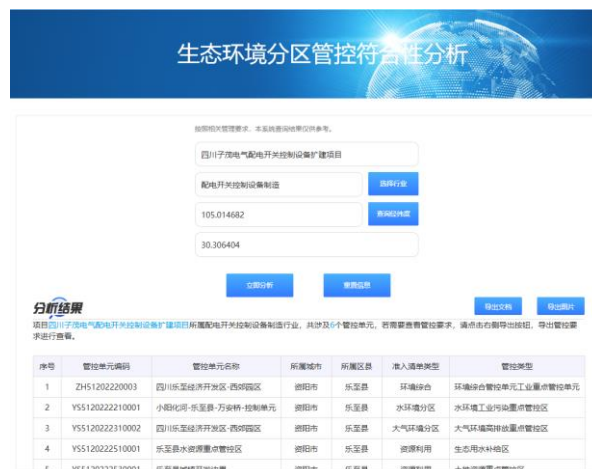 生态环境分区管控符合性分析
按照相关管理要求,本系统查询结果仅供参考。
四川子茂电气配电开关控制设备扩建项目
配电开关控制设备制造
选择行业
105.014682
查询经纬度
30.306404
立即分析
重置信息
分析结果
导出文档
导出图片
项目四川子茂电气配电开关控制设备扩建项目所属配电开关控制设备制造行业,共涉及6个管控单元,若需要查看管控要求,请点击右侧导出按钮,导出管控要
求进行查看。
序号 管控单元编码 管控单元名称 所属城市 所属区县 准入清单类型 管控类型
1 ZH51202220003 四川乐至经济开发区-西郊园区 资阳市 乐至县 环境综合 环境综合管控单元工业重点管控单元
2 YS5120222210001 小阳化河-乐至县-万安桥-控制单元 资阳市 乐至县 水环境分区 水环境工业污染重点管控区
3 YS5120222310002 四川乐至经济开发区-西郊园区 资阳市 乐至县 大气环境分区 大气环境高排放重点管控区
4 YS5120222510001 乐至县水资源重点管控区 资阳市 乐至县 资源利用 生态用水补给区